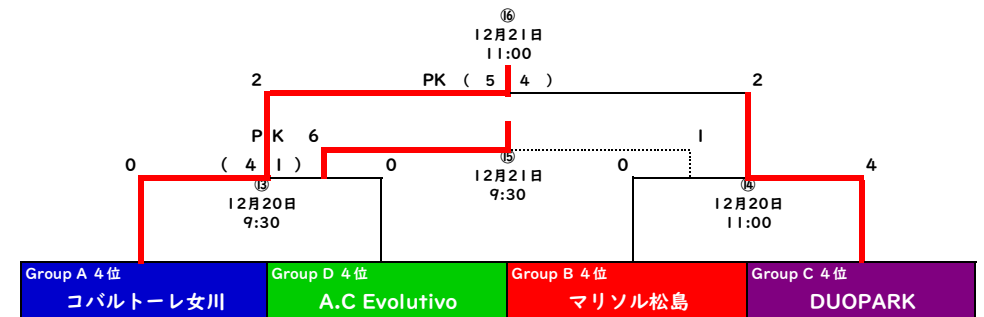 ⑯
12月21日
11:00
2 PK ( 5 4 ) 2
PK 6 1
0 ( 4 1 ) 0 ⑮ 0 4
⑬ 12月21日 ⑭
12月20日 9:30 12月20日
9:30 11:00
Group A 4位 Group D 4位 Group B 4位 Group C 4位
コバルトーレ女川 A.C Evolutivo マリソル松島 DUOPARK